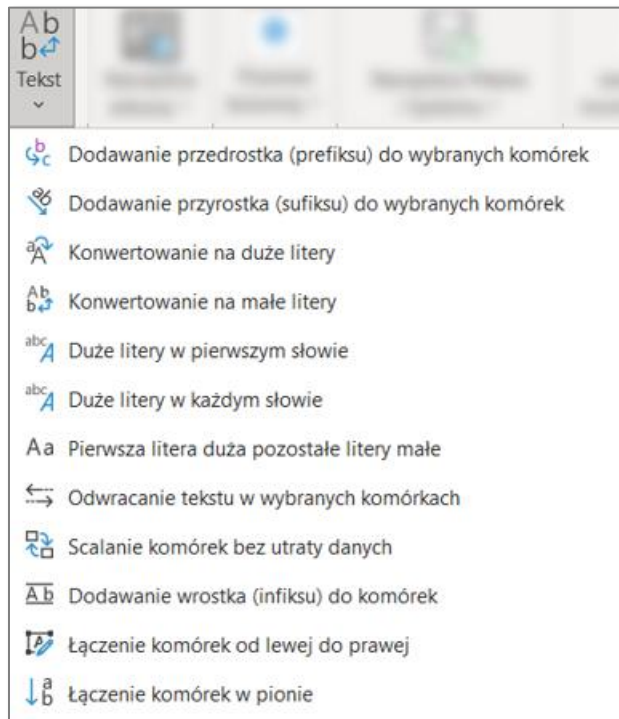 Ab
b
Tekst
Dodawanie przedrostka (prefiksu) do wybranych komórek
Dodawanie przyrostka (sufiksu) do wybranych komórek
Konwertowanie na duże litery
Konwertowanie na małe litery
Duże litery w pierwszym słowie
Duże litery w każdym słowie
Aa Pierwsza litera duża pozostałe litery małe
Odwracanie tekstu w wybranych komórkach
Scalanie komórek bez utraty danych
Dodawanie wrostka (infiksu) do komórek
Łączenie komórek od lewej do prawej
Łączenie komórek w pionie